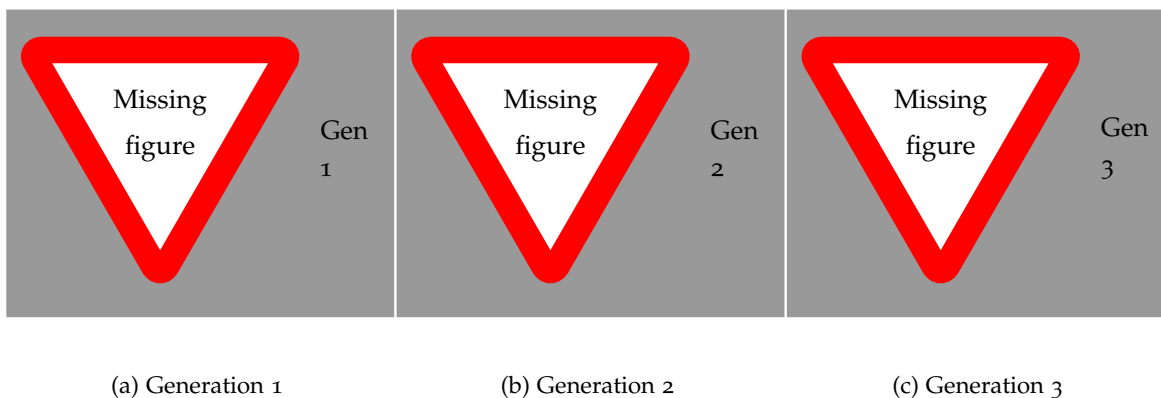 Missing
figure
Gen
1
Missing
figure
Gen
2
Missing
figure
Gen
3
(a) Generation 1
(b) Generation 2
(c) Generation 3